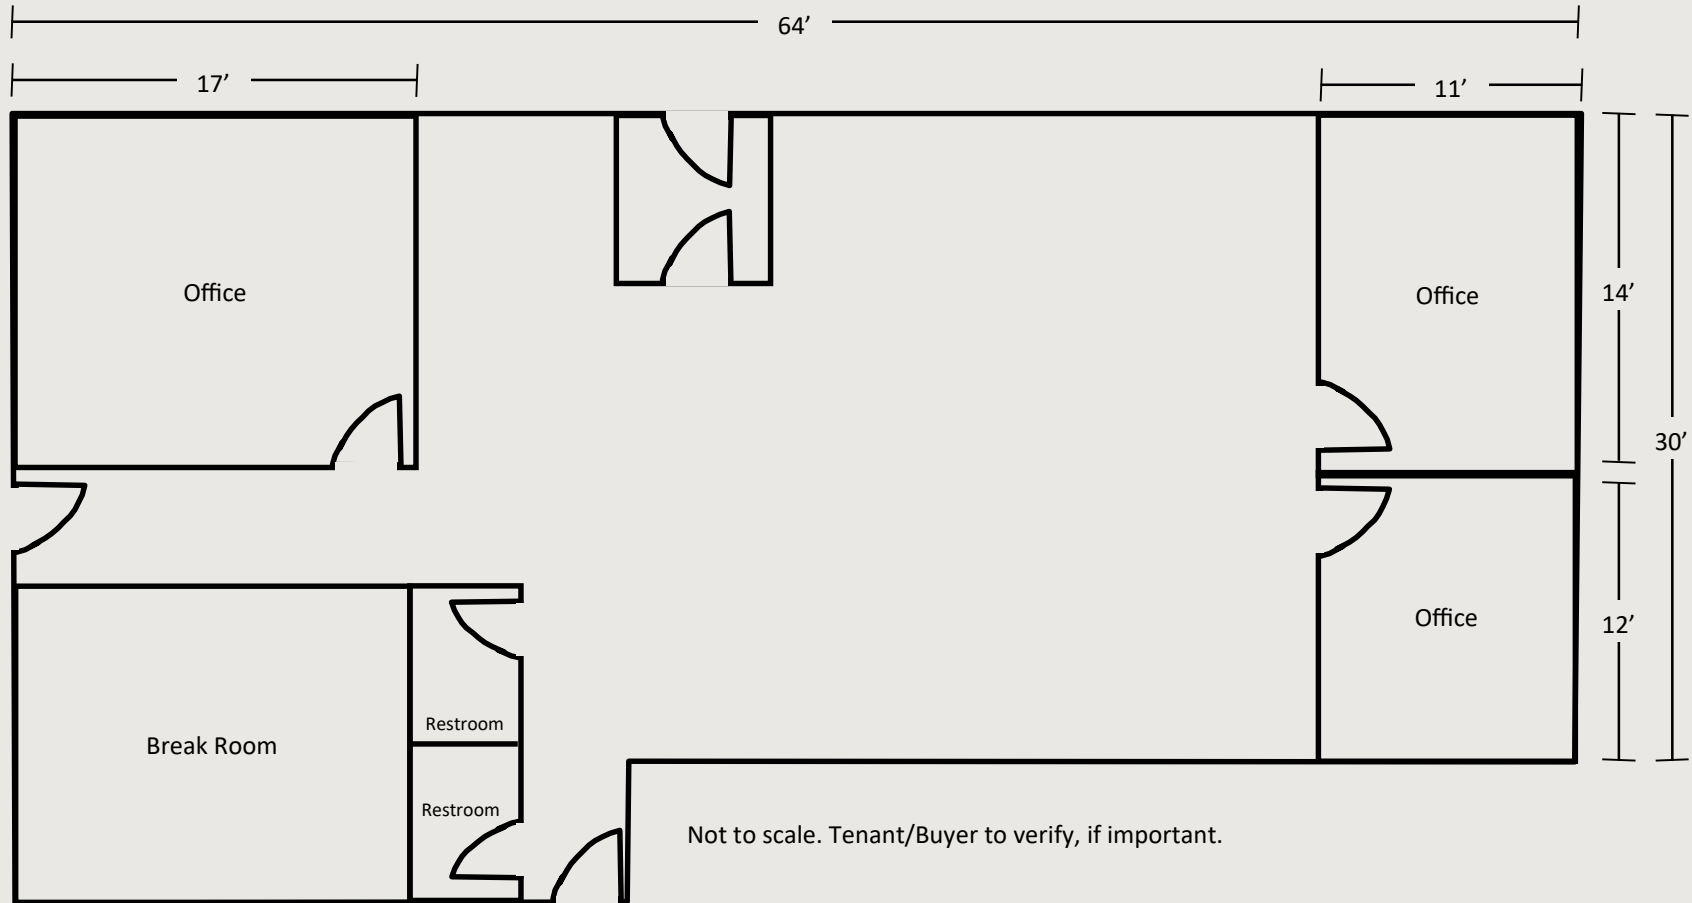 64’
17’
11’
Office
Office
14’
30’
Office
12’
Restroom
Break Room
Restroom
Not to scale. Tenant/Buyer to verify, if important.